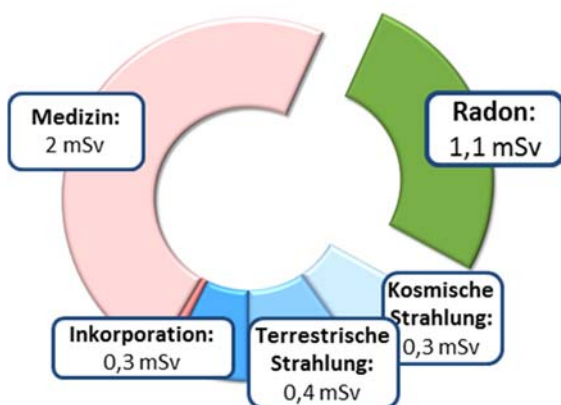 Medizin:
2 mSv
Radon:
1,1 mSv
Kosmische
Strahlung:
0,3 mSv
Terrestrische
Strahlung:
0,4 mSv
Inkorporation:
0,3 mSv